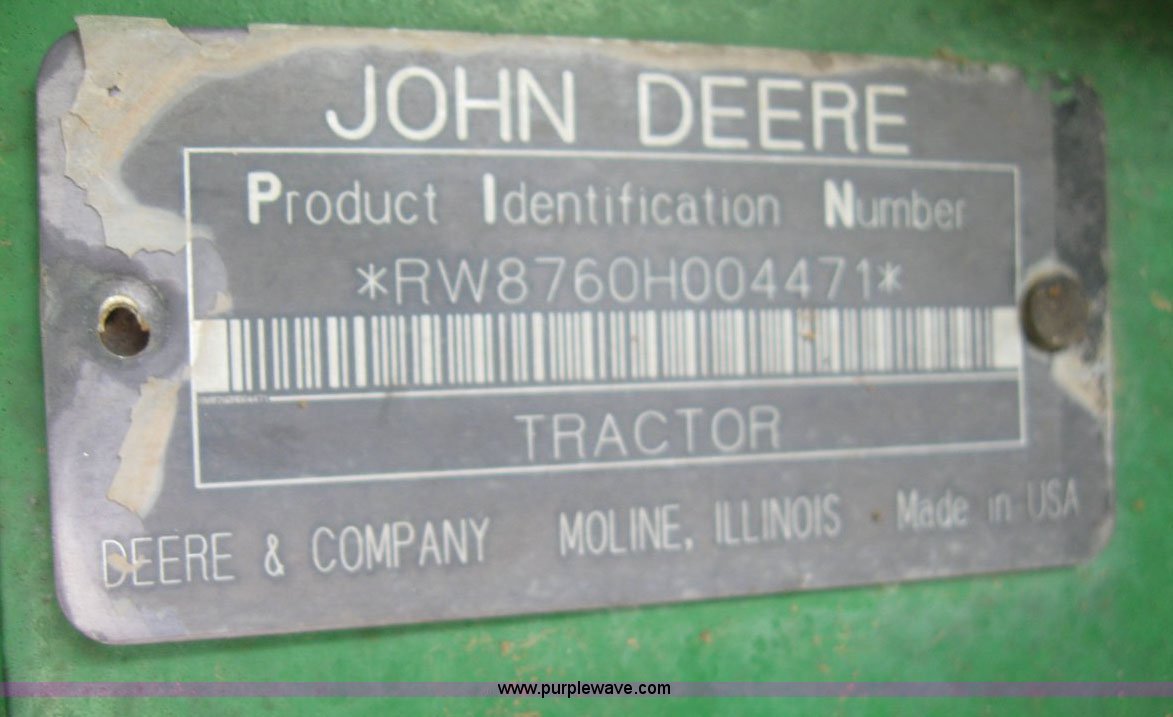 JOHN DEERE
Product Identification Number
*RW8760H004471*
TRACTOR
DEERE & COMPANY MOLINE, ILLINOIS Made in USA
www.purplewave.com